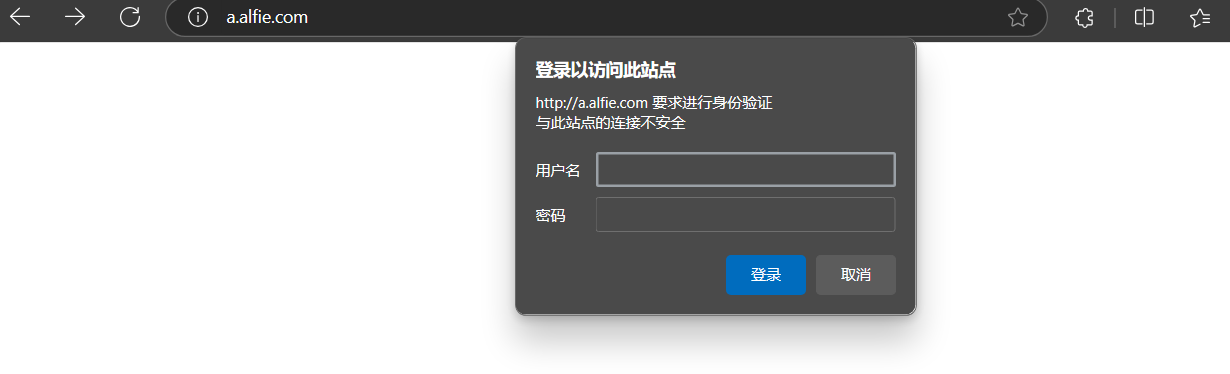 a.alfie.com
登录以访问此站点
http://a.alfie.com 要求进行身份验证
与此站点的连接不安全
用户名
密码
登录 取消